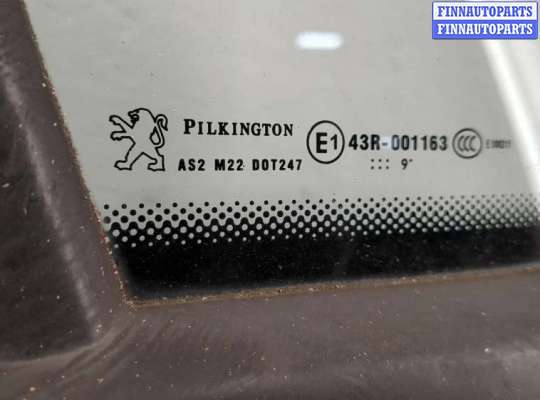 FINNAUTOPARTS
FINNAUTOPARTS
PILKINGTON
E1 43R-001163 CCC
AS2 M22 DOT247
::: 9"